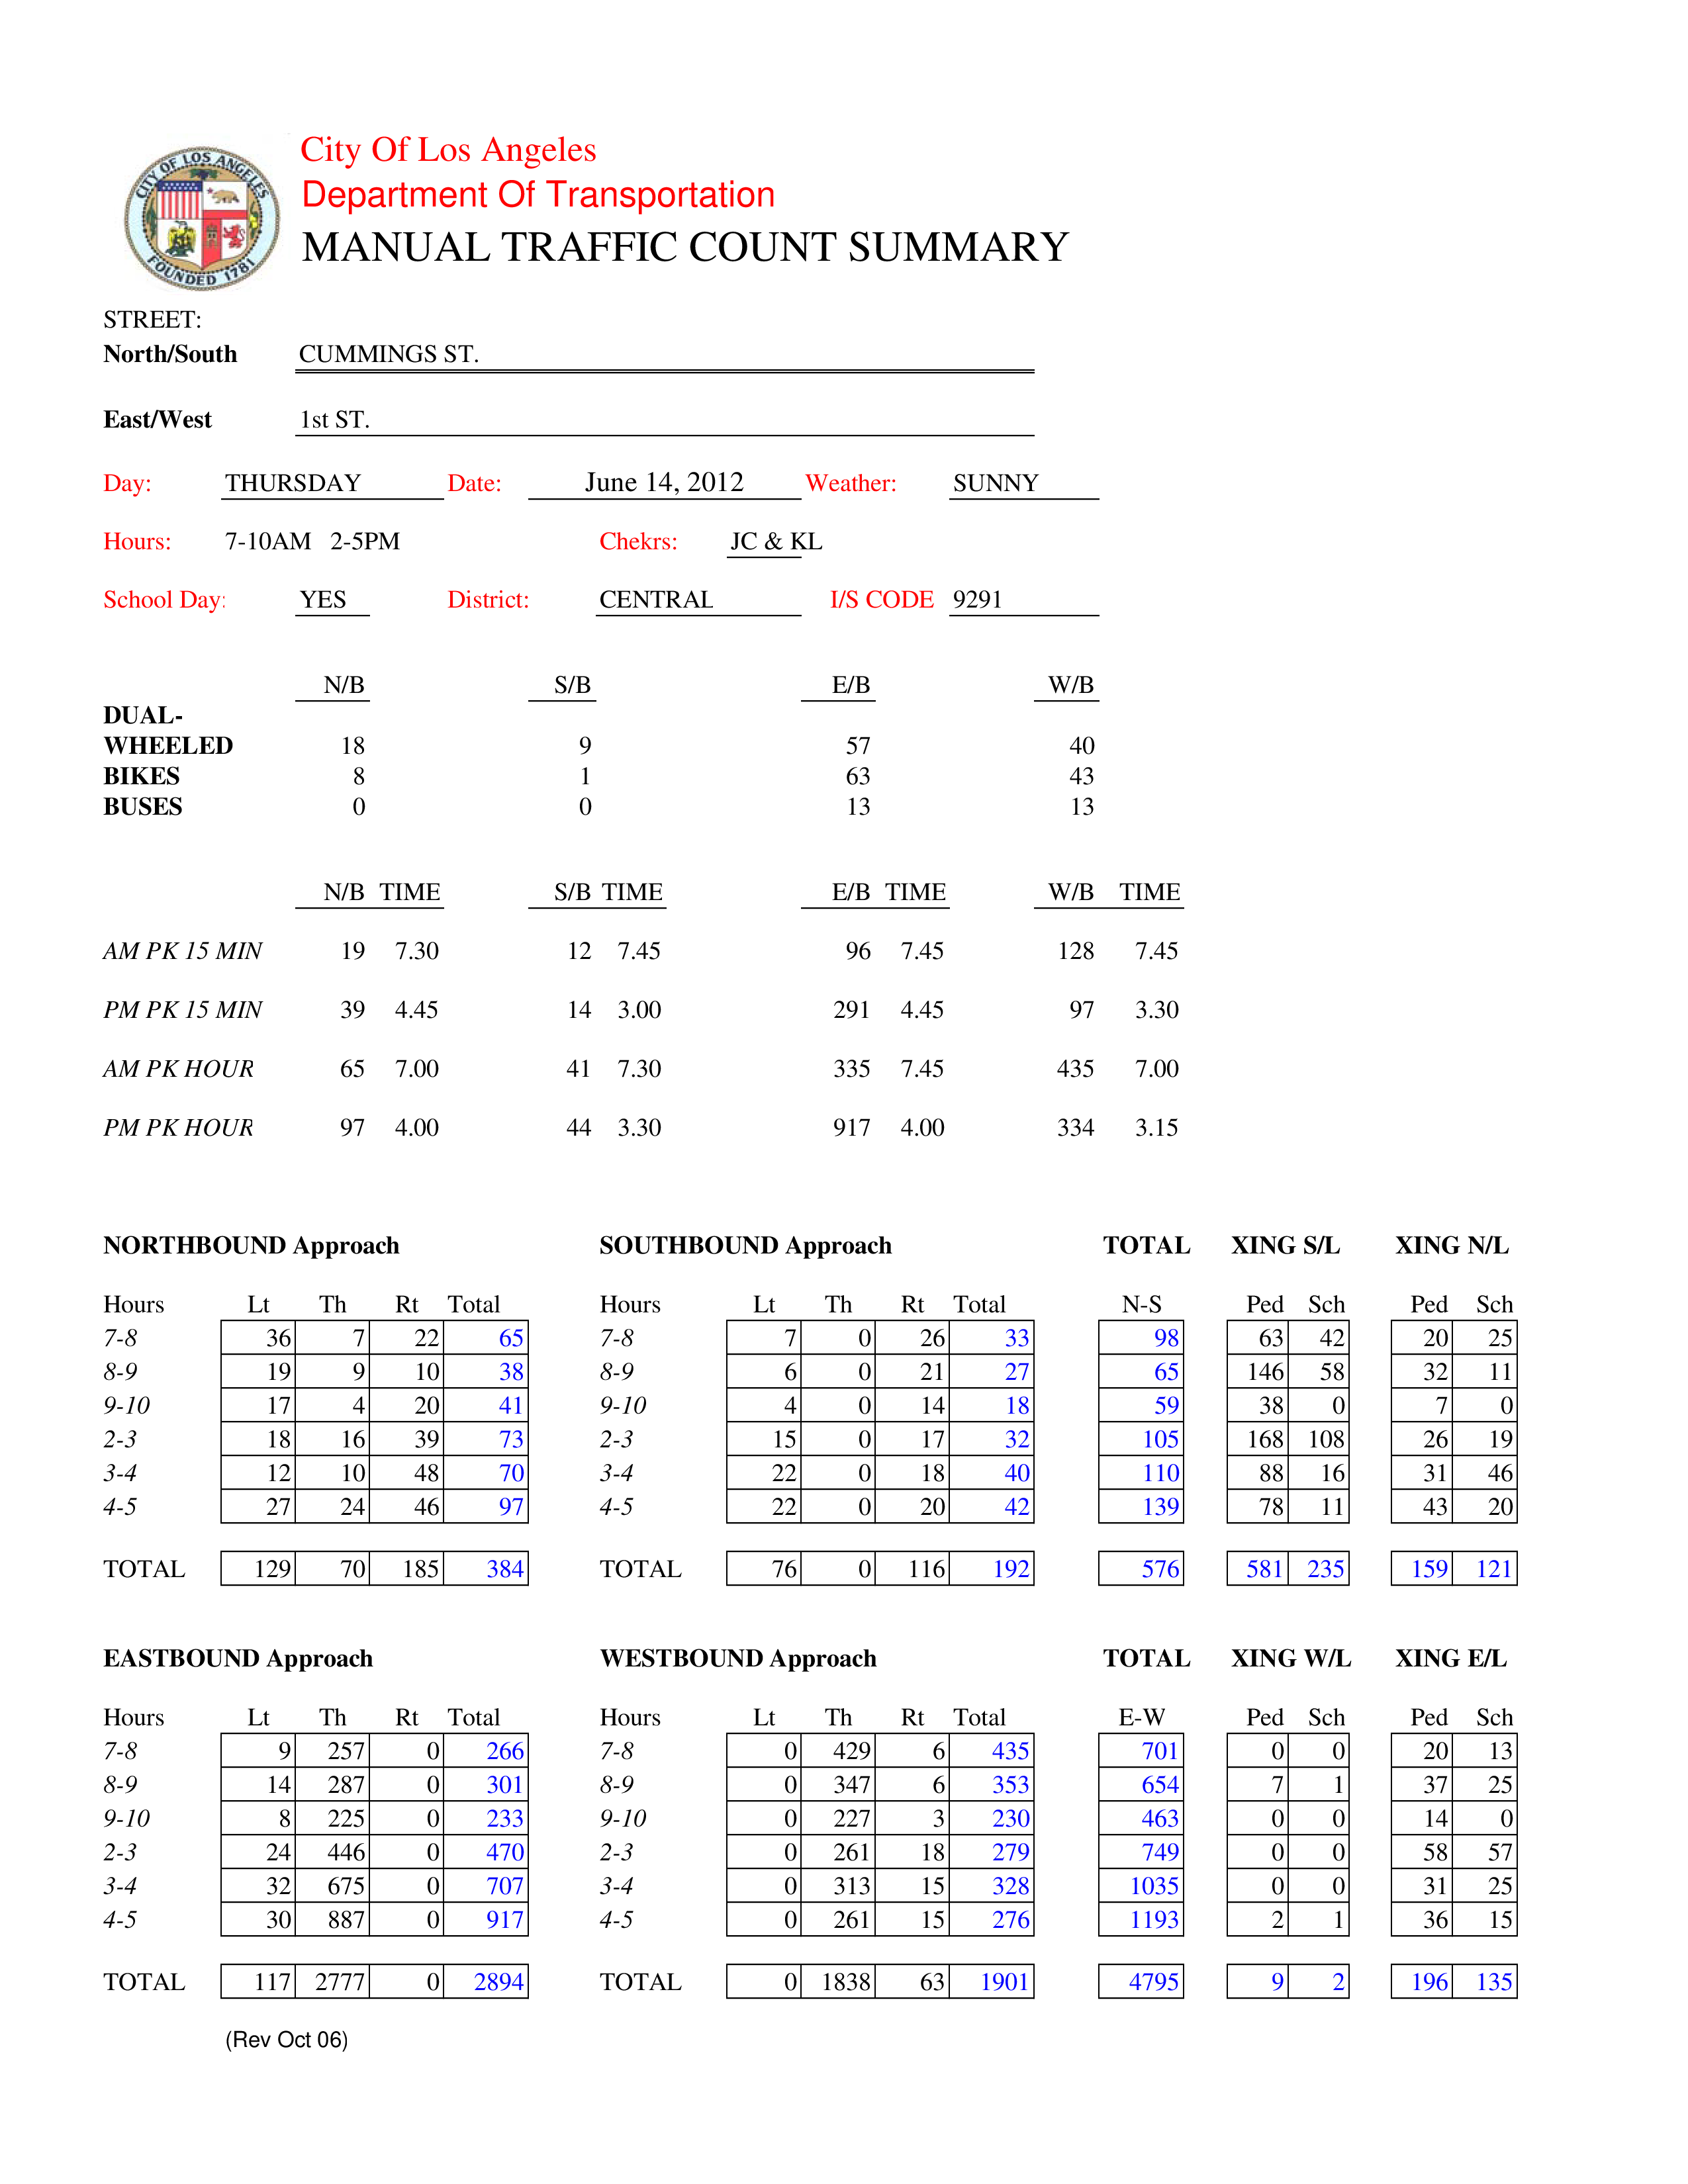 CITY OF LOS ANGELES
FOUNDED 1781
City Of Los Angeles
Department Of Transportation
MANUAL TRAFFIC COUNT SUMMARY
STREET:
North/South CUMMINGS ST.
East/West 1st ST.
Day: THURSDAY Date: June 14, 2012 Weather: SUNNY
Hours: 7-10AM 2-5PM Chekrs: JC & KL
School Day: YES District: CENTRAL I/S CODE 9291
N/B S/B E/B W/B
DUAL-
WHEELED 18 9 57 40
BIKES 8 1 63 43
BUSES 0 0 13 13
N/B TIME S/B TIME E/B TIME W/B TIME
AM PK 15 MIN 19 7.30 12 7.45 96 7.45 128 7.45
PM PK 15 MIN 39 4.45 14 3.00 291 4.45 97 3.30
AM PK HOUR 65 7.00 41 7.30 335 7.45 435 7.00
PM PK HOUR 97 4.00 44 3.30 917 4.00 334 3.15
NORTHBOUND Approach SOUTHBOUND Approach TOTAL XING S/L XING N/L
Hours Lt Th Rt Total Hours Lt Th Rt Total N-S Ped Sch Ped Sch
7-8 36 7 22 65 7-8 7 0 26 33 98 63 42 20 25
8-9 19 9 10 38 8-9 6 0 21 27 65 146 58 32 11
9-10 17 4 20 41 9-10 4 0 14 18 59 38 0 7 0
2-3 18 16 39 73 2-3 15 0 17 32 105 168 108 26 19
3-4 12 10 48 70 3-4 22 0 18 40 110 88 16 31 46
4-5 27 24 46 97 4-5 22 0 20 42 139 78 11 43 20
TOTAL 129 70 185 384 TOTAL 76 0 116 192 576 581 235 159 121
EASTBOUND Approach WESTBOUND Approach TOTAL XING W/L XING E/L
Hours Lt Th Rt Total Hours Lt Th Rt Total E-W Ped Sch Ped Sch
7-8 9 257 0 266 7-8 0 429 6 435 701 0 0 20 13
8-9 14 287 0 301 8-9 0 347 6 353 654 7 1 37 25
9-10 8 225 0 233 9-10 0 227 3 230 463 0 0 14 0
2-3 24 446 0 470 2-3 0 261 18 279 749 0 0 58 57
3-4 32 675 0 707 3-4 0 313 15 328 1035 0 0 31 25
4-5 30 887 0 917 4-5 0 261 15 276 1193 2 1 36 15
TOTAL 117 2777 0 2894 TOTAL 0 1838 63 1901 4795 9 2 196 135
(Rev Oct 06)